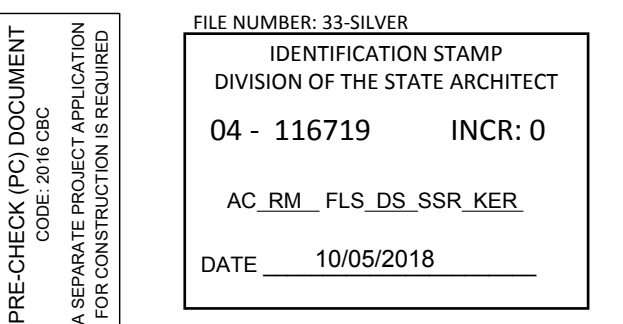 PRE-CHECK (PC) DOCUMENT
CODE: 2016 CBC
A SEPARATE PROJECT APPLICATION
FOR CONSTRUCTION IS REQUIRED
FILE NUMBER: 33-SILVER
IDENTIFICATION STAMP
DIVISION OF THE STATE ARCHITECT
04 - 116719 INCR: 0
AC RM FLS DS SSR KER
DATE 10/05/2018